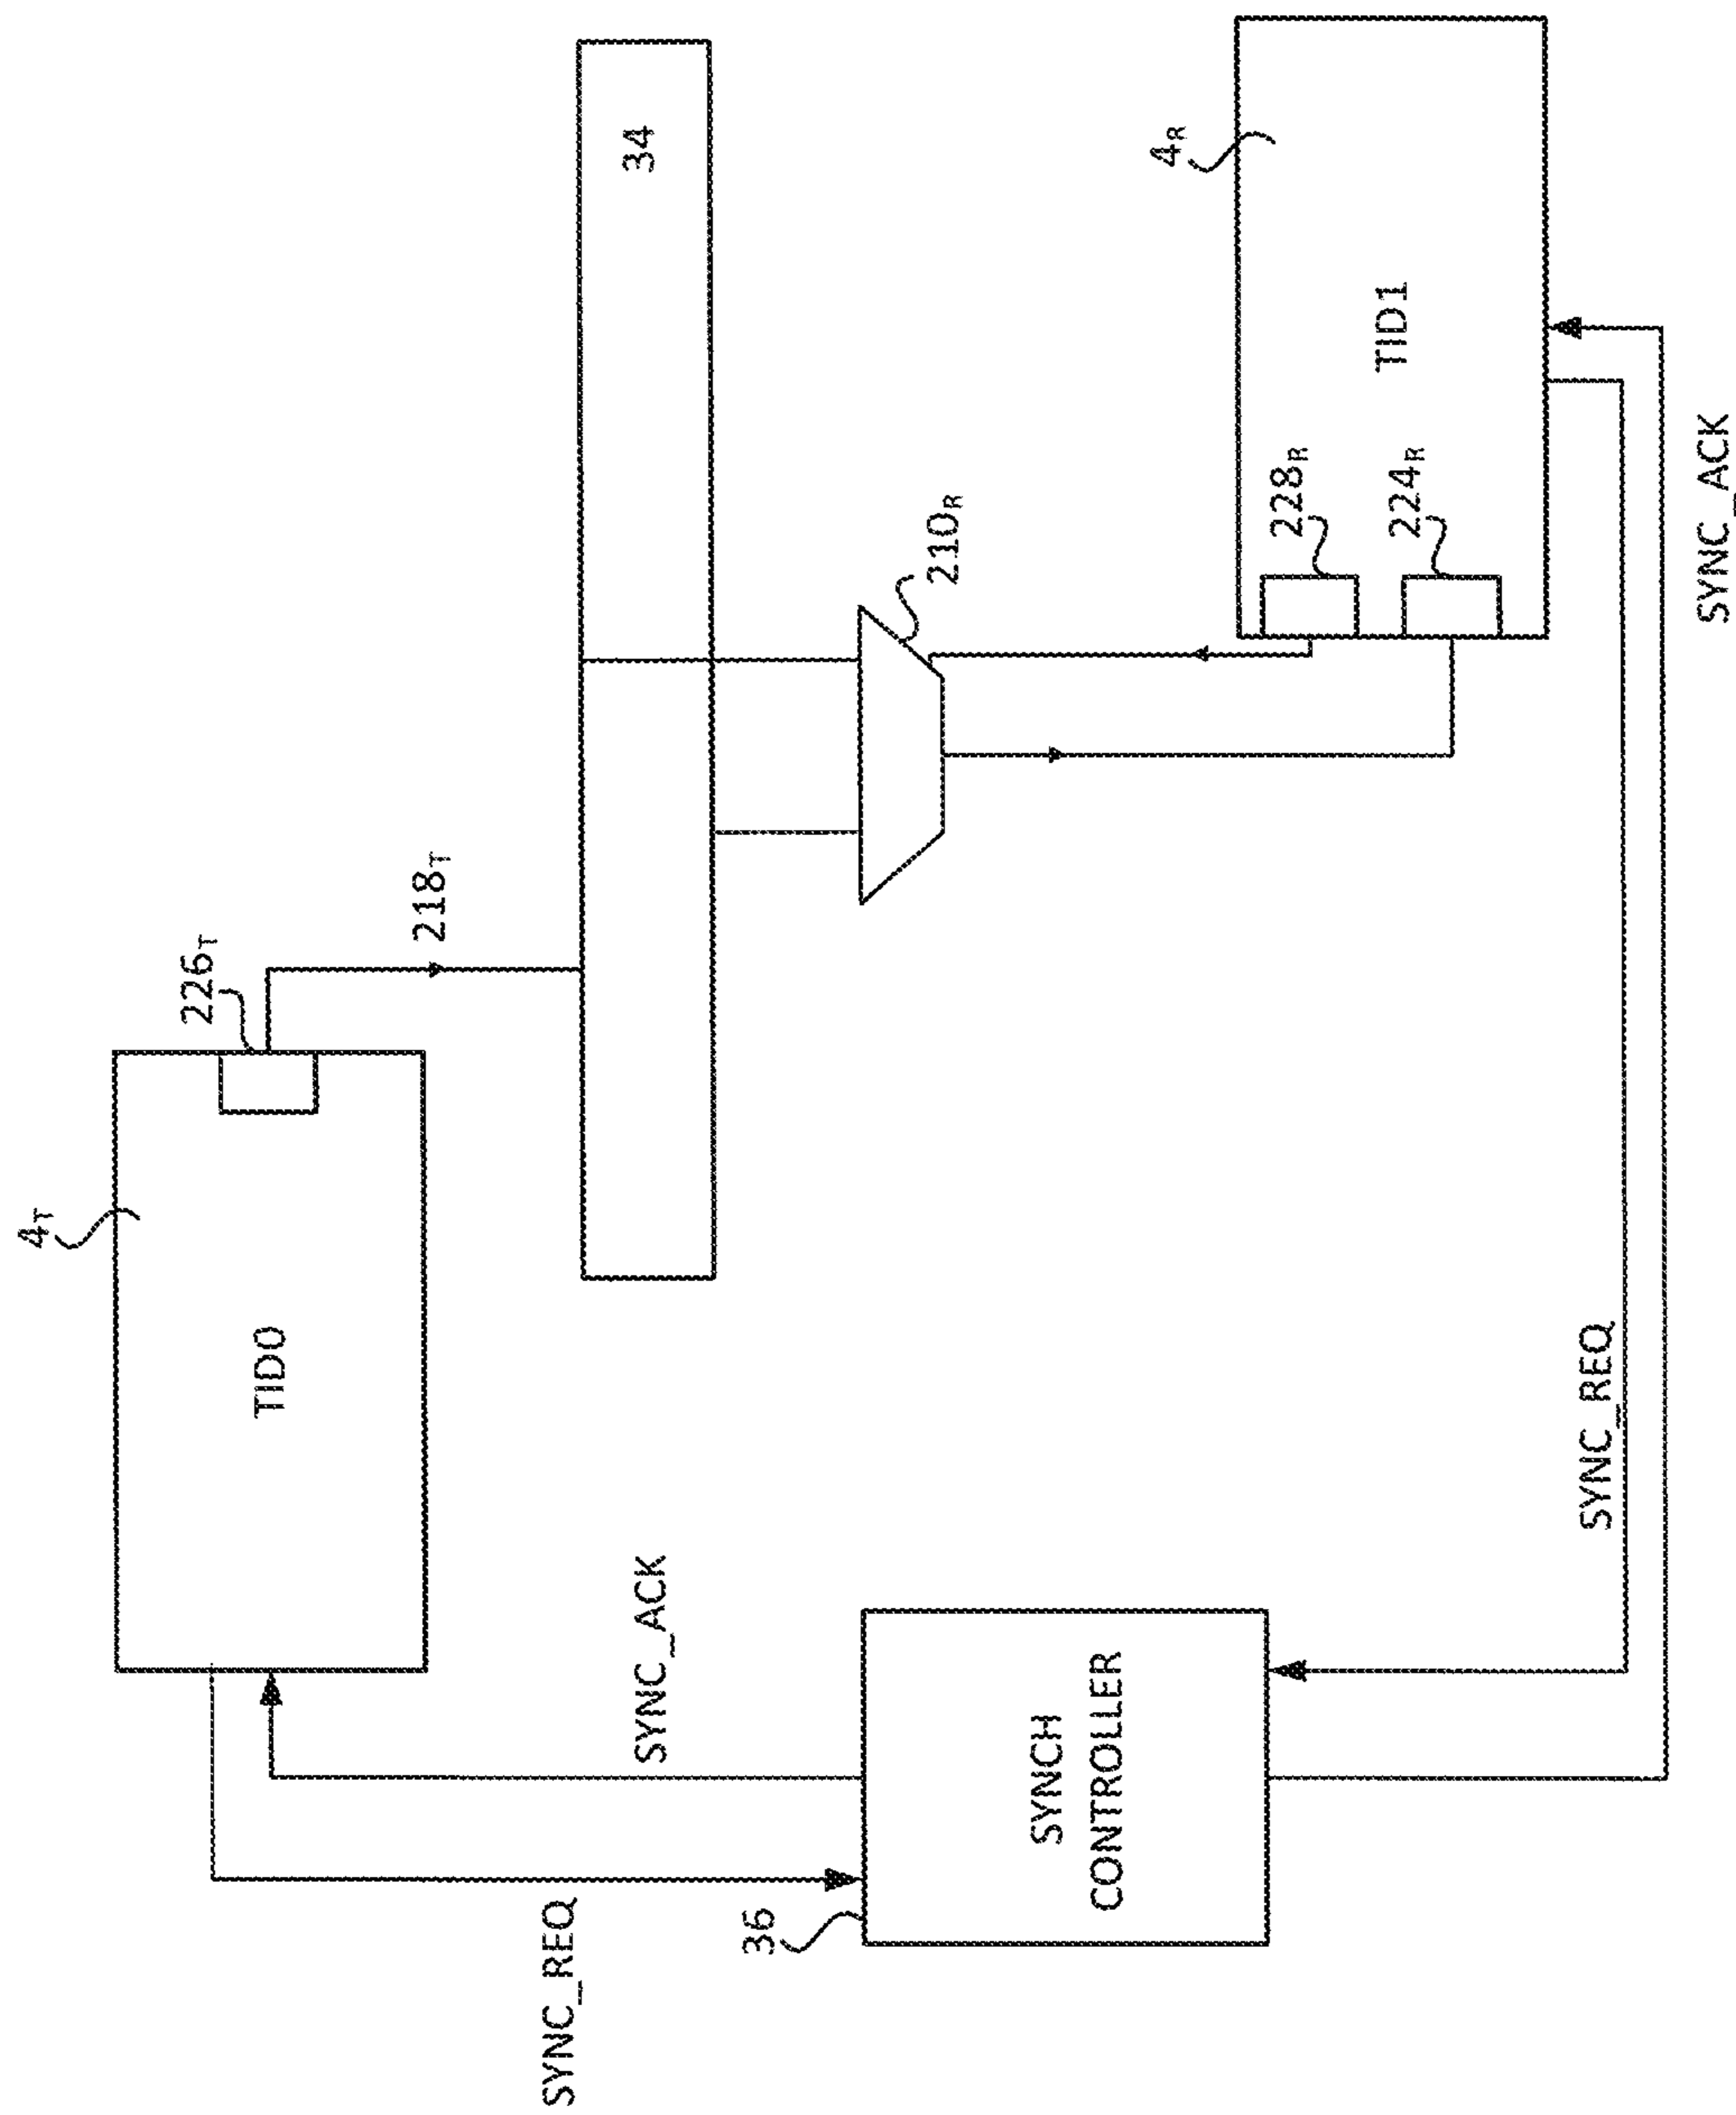 SYNC_REQ
36
SYNCH
CONTROLLER
SYNC_ACK
TID0
4T
226T
218T
34
210R
228R
224R
TID1
4R
SYNC_REQ
SYNC_ACK